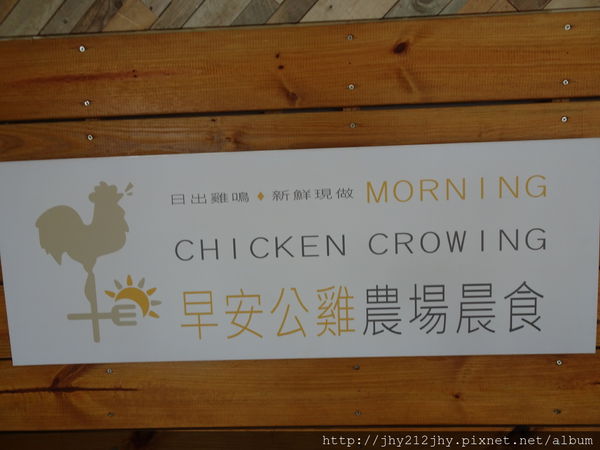 日出雞鳴♦新鮮現做 MORNING
CHICKEN CROWING
早安公雞農場晨食
http://jhy212jhy.pixnet.net/album